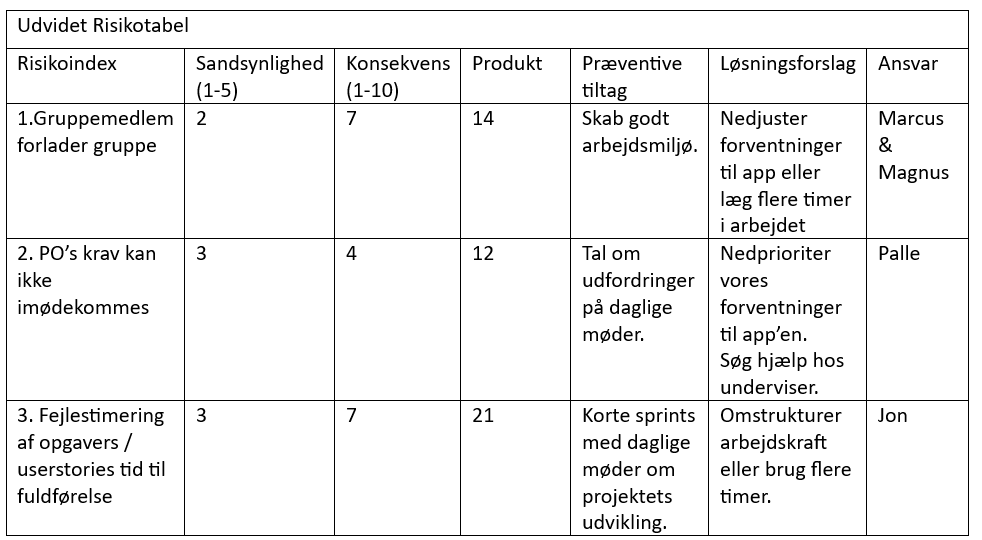 Udvidet Risikotabel
Risikoindex
Sandsynlighed
(1-5)
Konsekvens
(1-10)
Produkt
Præventive
tiltag
Løsningsforslag
Ansvar
1.Gruppemedlem
forlader gruppe
2
7
14
Skab godt
arbejdsmiljø.
Nedjuster
forventninger
til app eller
læg flere timer
i arbejdet
Marcus
&
Magnus
2. PO’s krav kan
ikke
imødekommes
3
4
12
Tal om
udfordringer
på daglige
møder.
Nedprioriter
vores
forventninger
til app’en.
Søg hjælp hos
underviser.
Palle
3. Fejlestimering
af opgavers /
userstories tid til
fuldførelse
3
7
21
Korte sprints
med daglige
møder om
projektets
udvikling.
Omstrukturer
arbejdskraft
eller brug flere
timer.
Jon